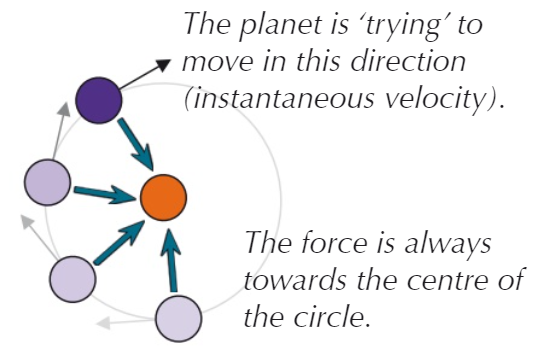 The planet is ‘trying’ to
move in this direction
(instantaneous velocity).
The force is always
towards the centre of
the circle.